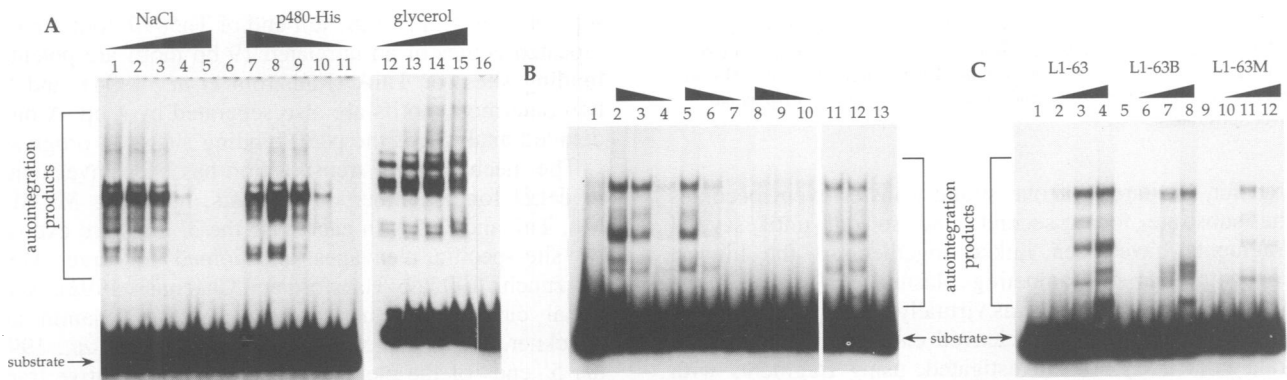 A
NaCl
p480-His
glycerol
1 2 3 4 5 6 7 8 9 10 11
12 13 14 15 16
autointegration
products
substrate
B
1 2 3 4 5 6 7 8 9 10 11 12 13
autointegration
products
substrate
C
L1-63 L1-63B L1-63M
1 2 3 4 5 6 7 8 9 10 11 12